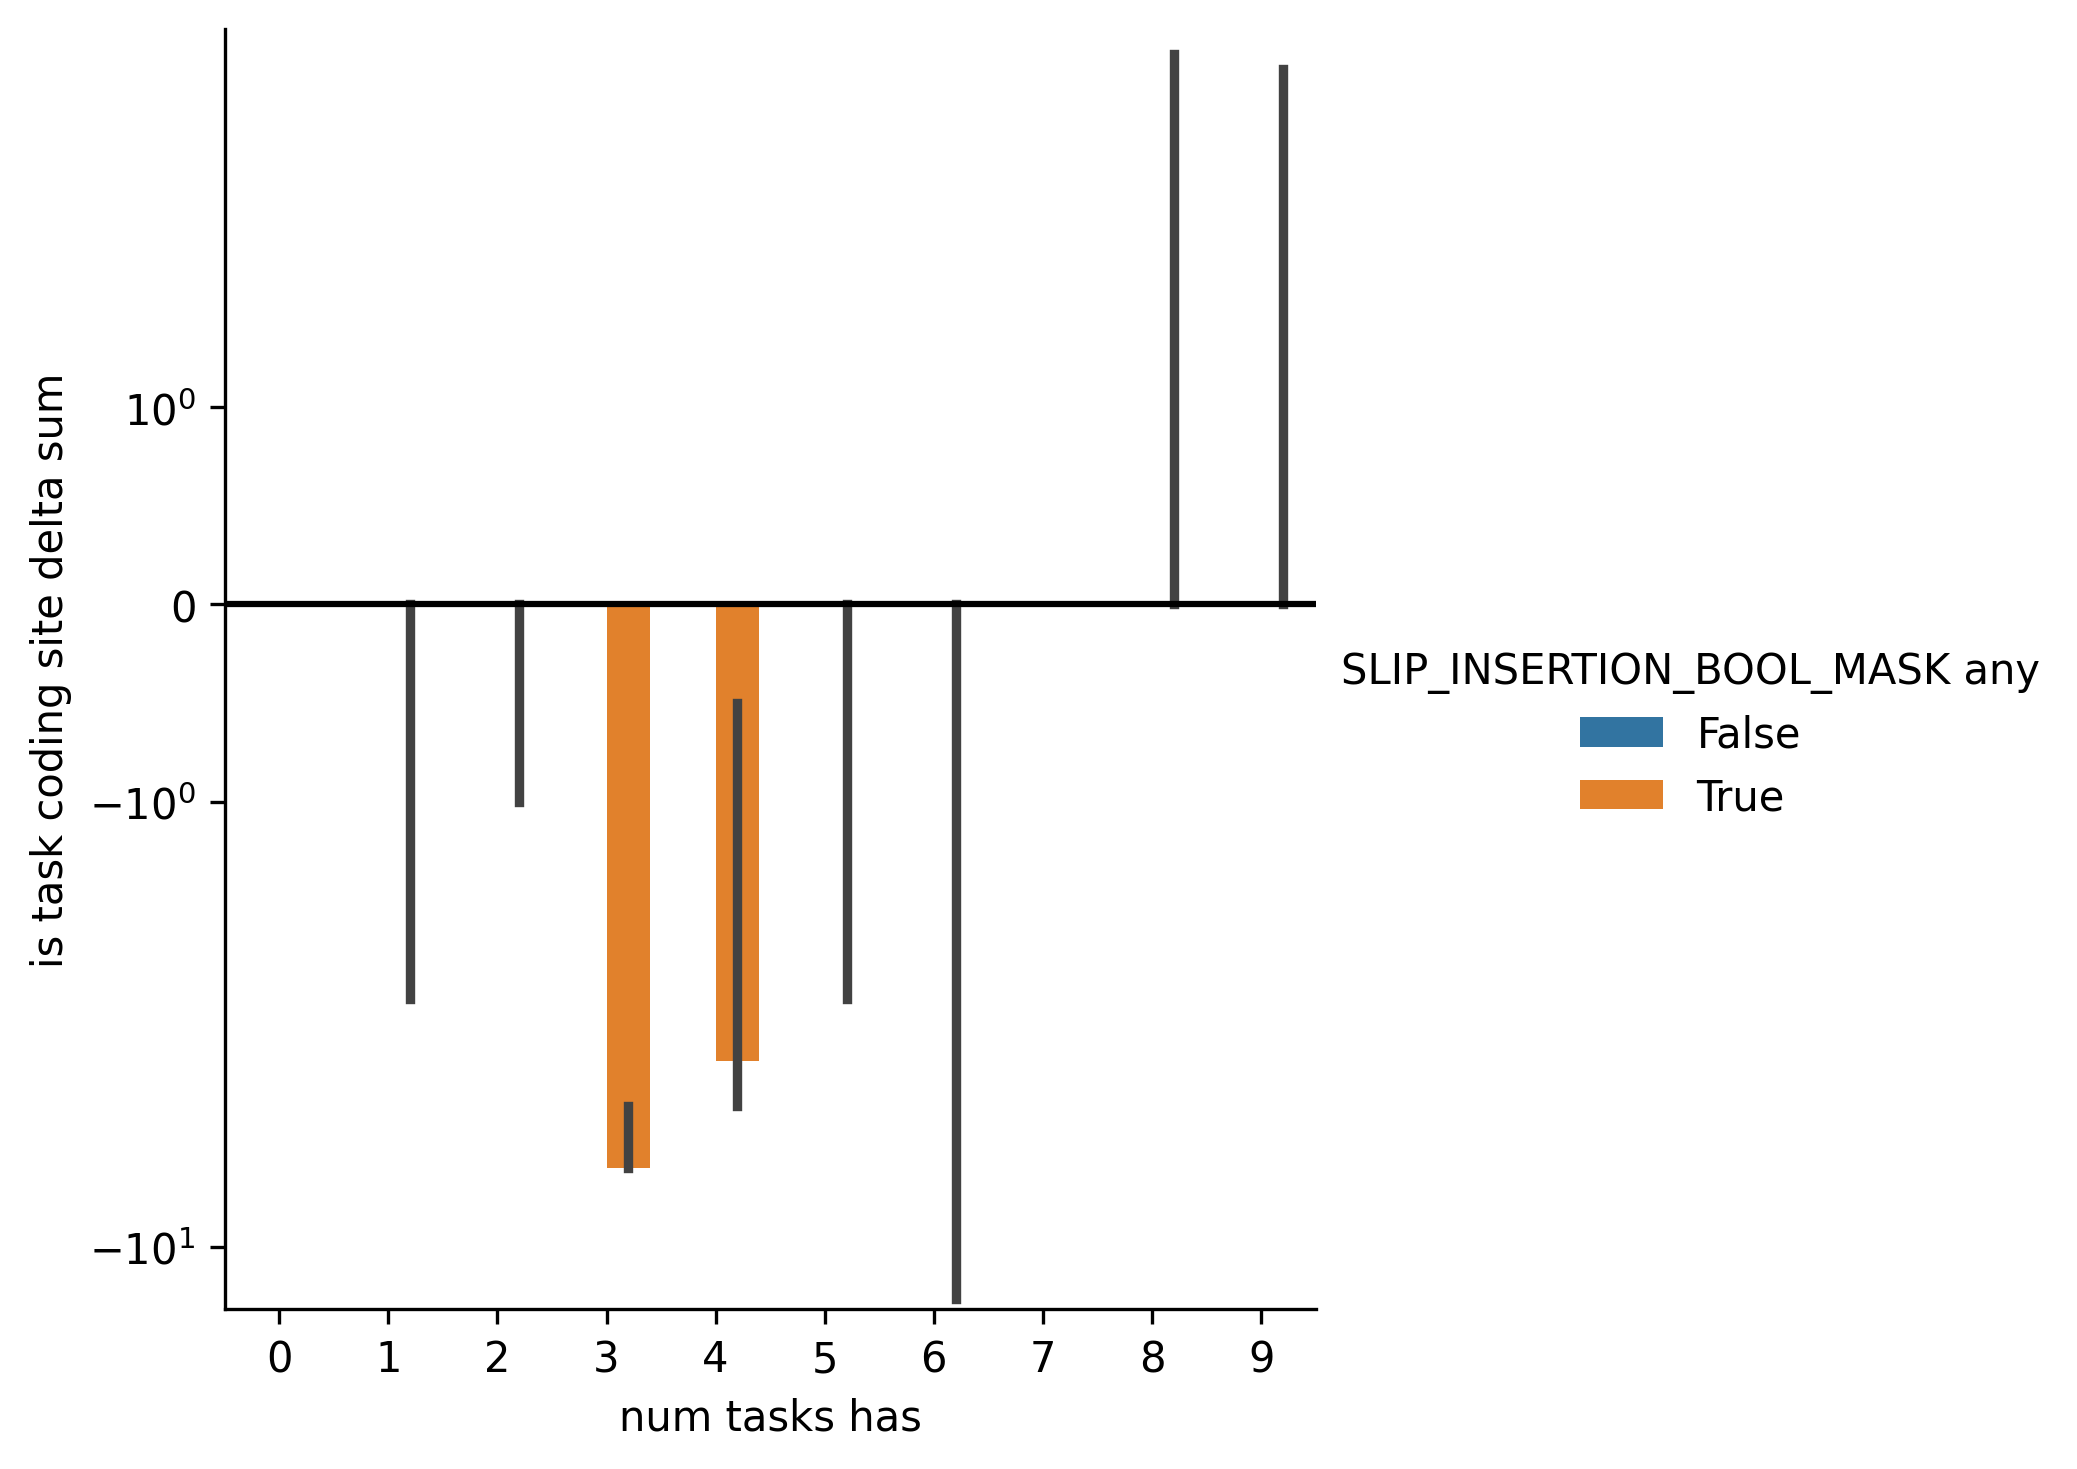 is task coding site delta sum
10⁰
0
−10⁰
−10¹
0 1 2 3 4 5 6 7 8 9
num tasks has
SLIP_INSERTION_BOOL_MASK any
False
True